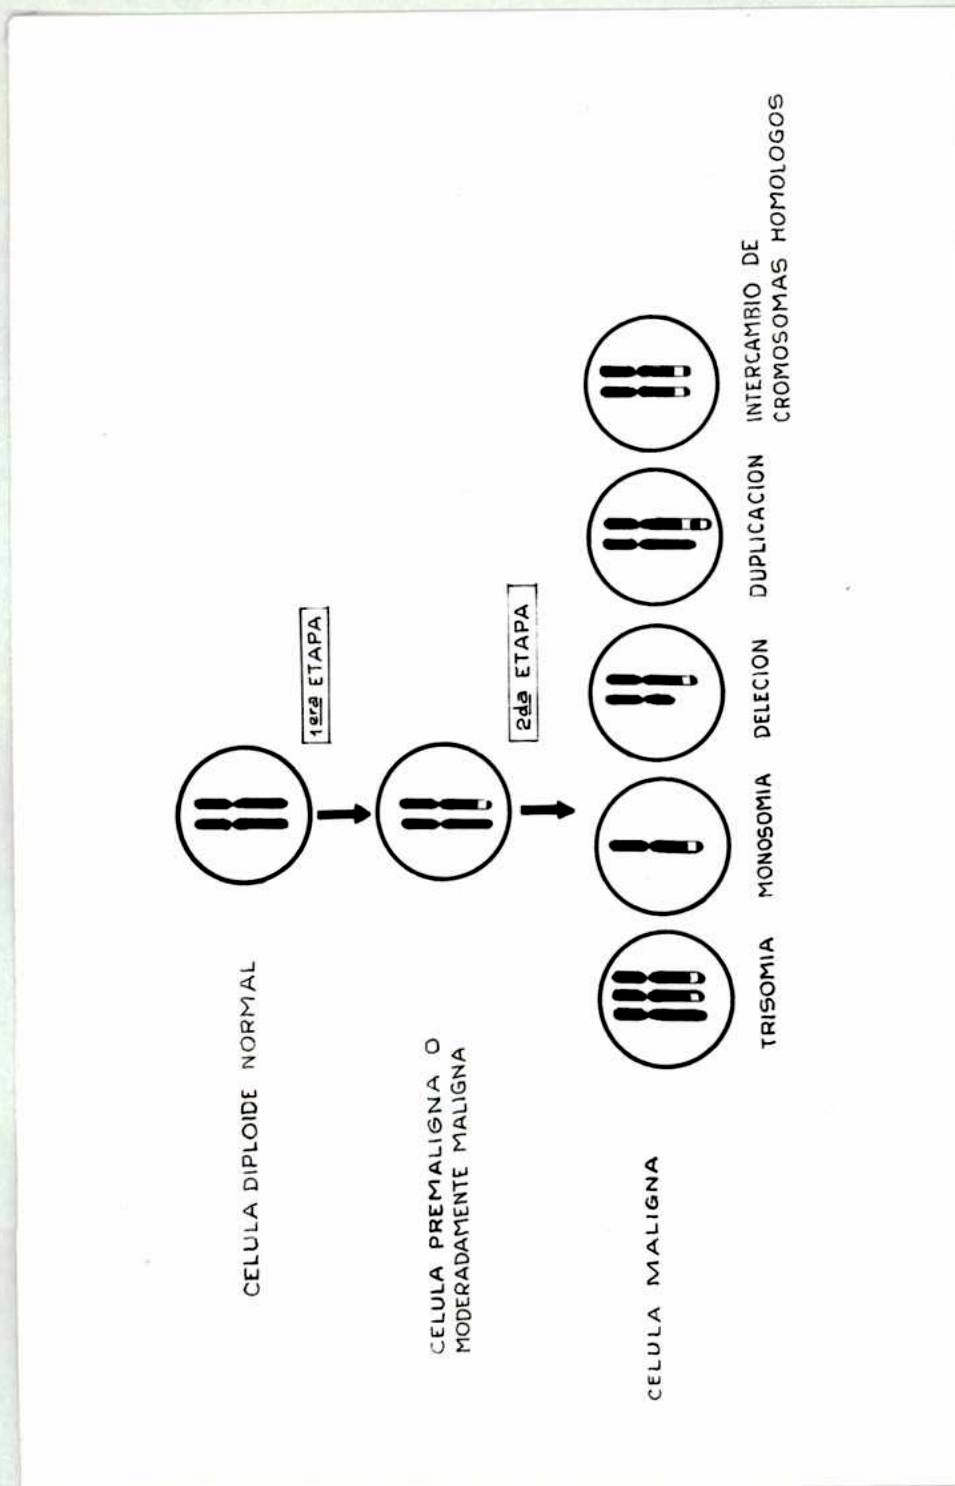 CELULA DIPLOIDE NORMAL
1era ETAPA
CELULA PREMALIGNA O
MODERADAMENTE MALIGNA
2da ETAPA
CELULA MALIGNA
TRISOMIA
MONOSOMIA
DELECION
DUPLICACION
INTERCAMBIO DE
CROMOSOMAS HOMOLOGOS